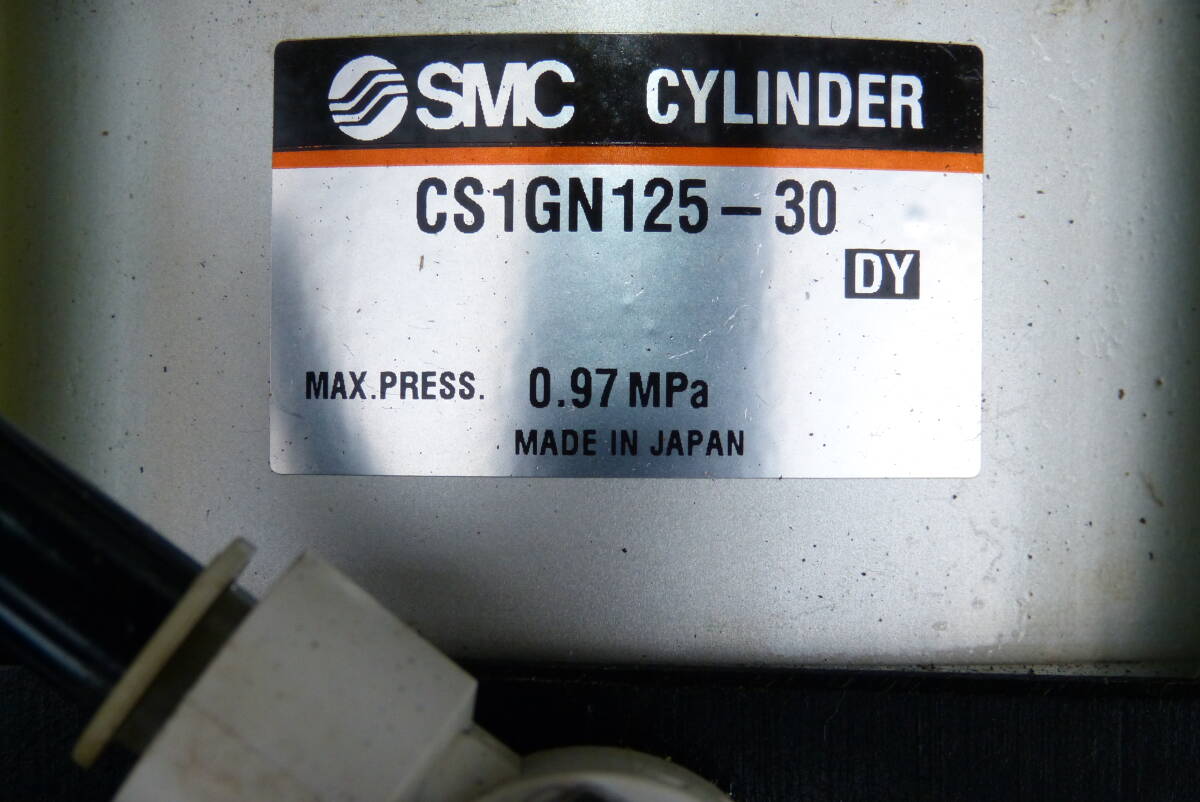 SMC CYLINDER
CS1GN125-30
DY
MAX.PRESS. 0.97 MPa
MADE IN JAPAN